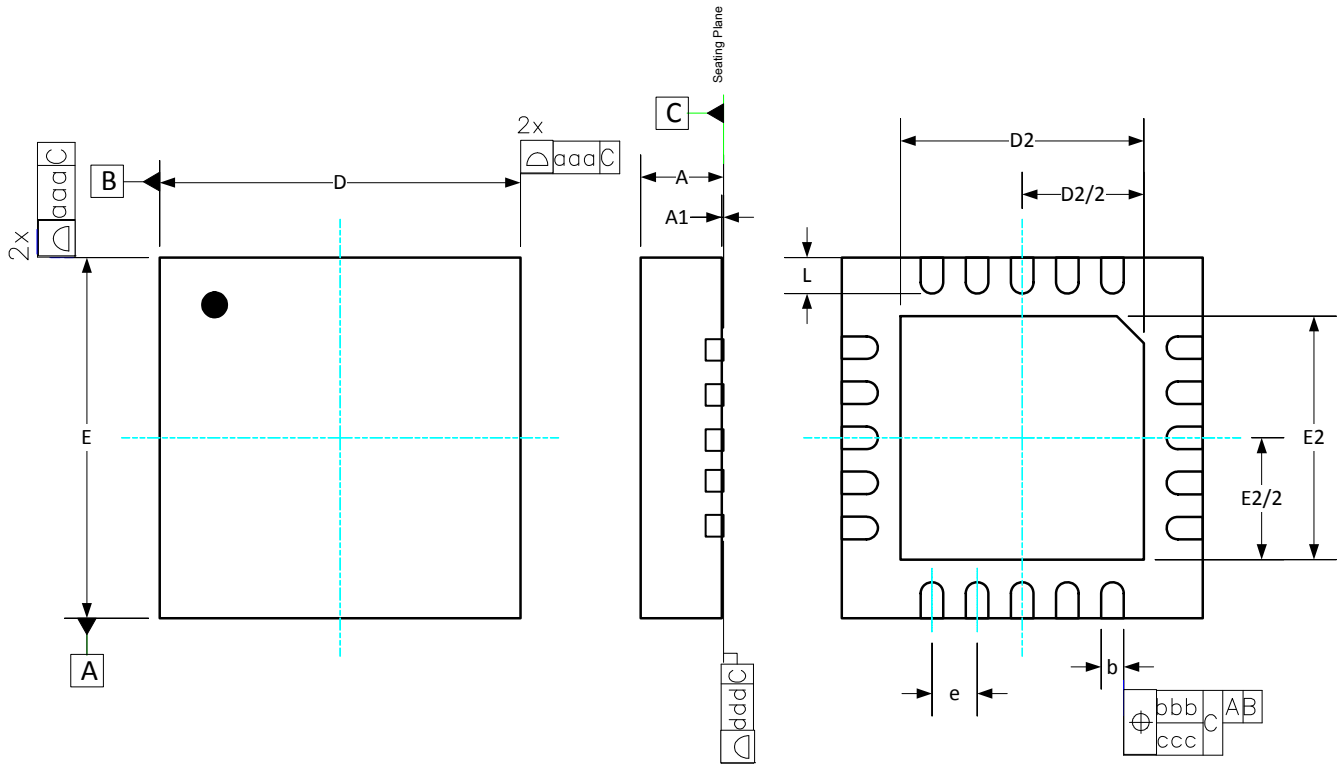 Seating Plane
C
2x
aaa C
B
D
2x
aaa C
A
A1
D2
D2/2
L
E
E2
E2/2
A
e
b
ddd C
bbb C A B
ccc